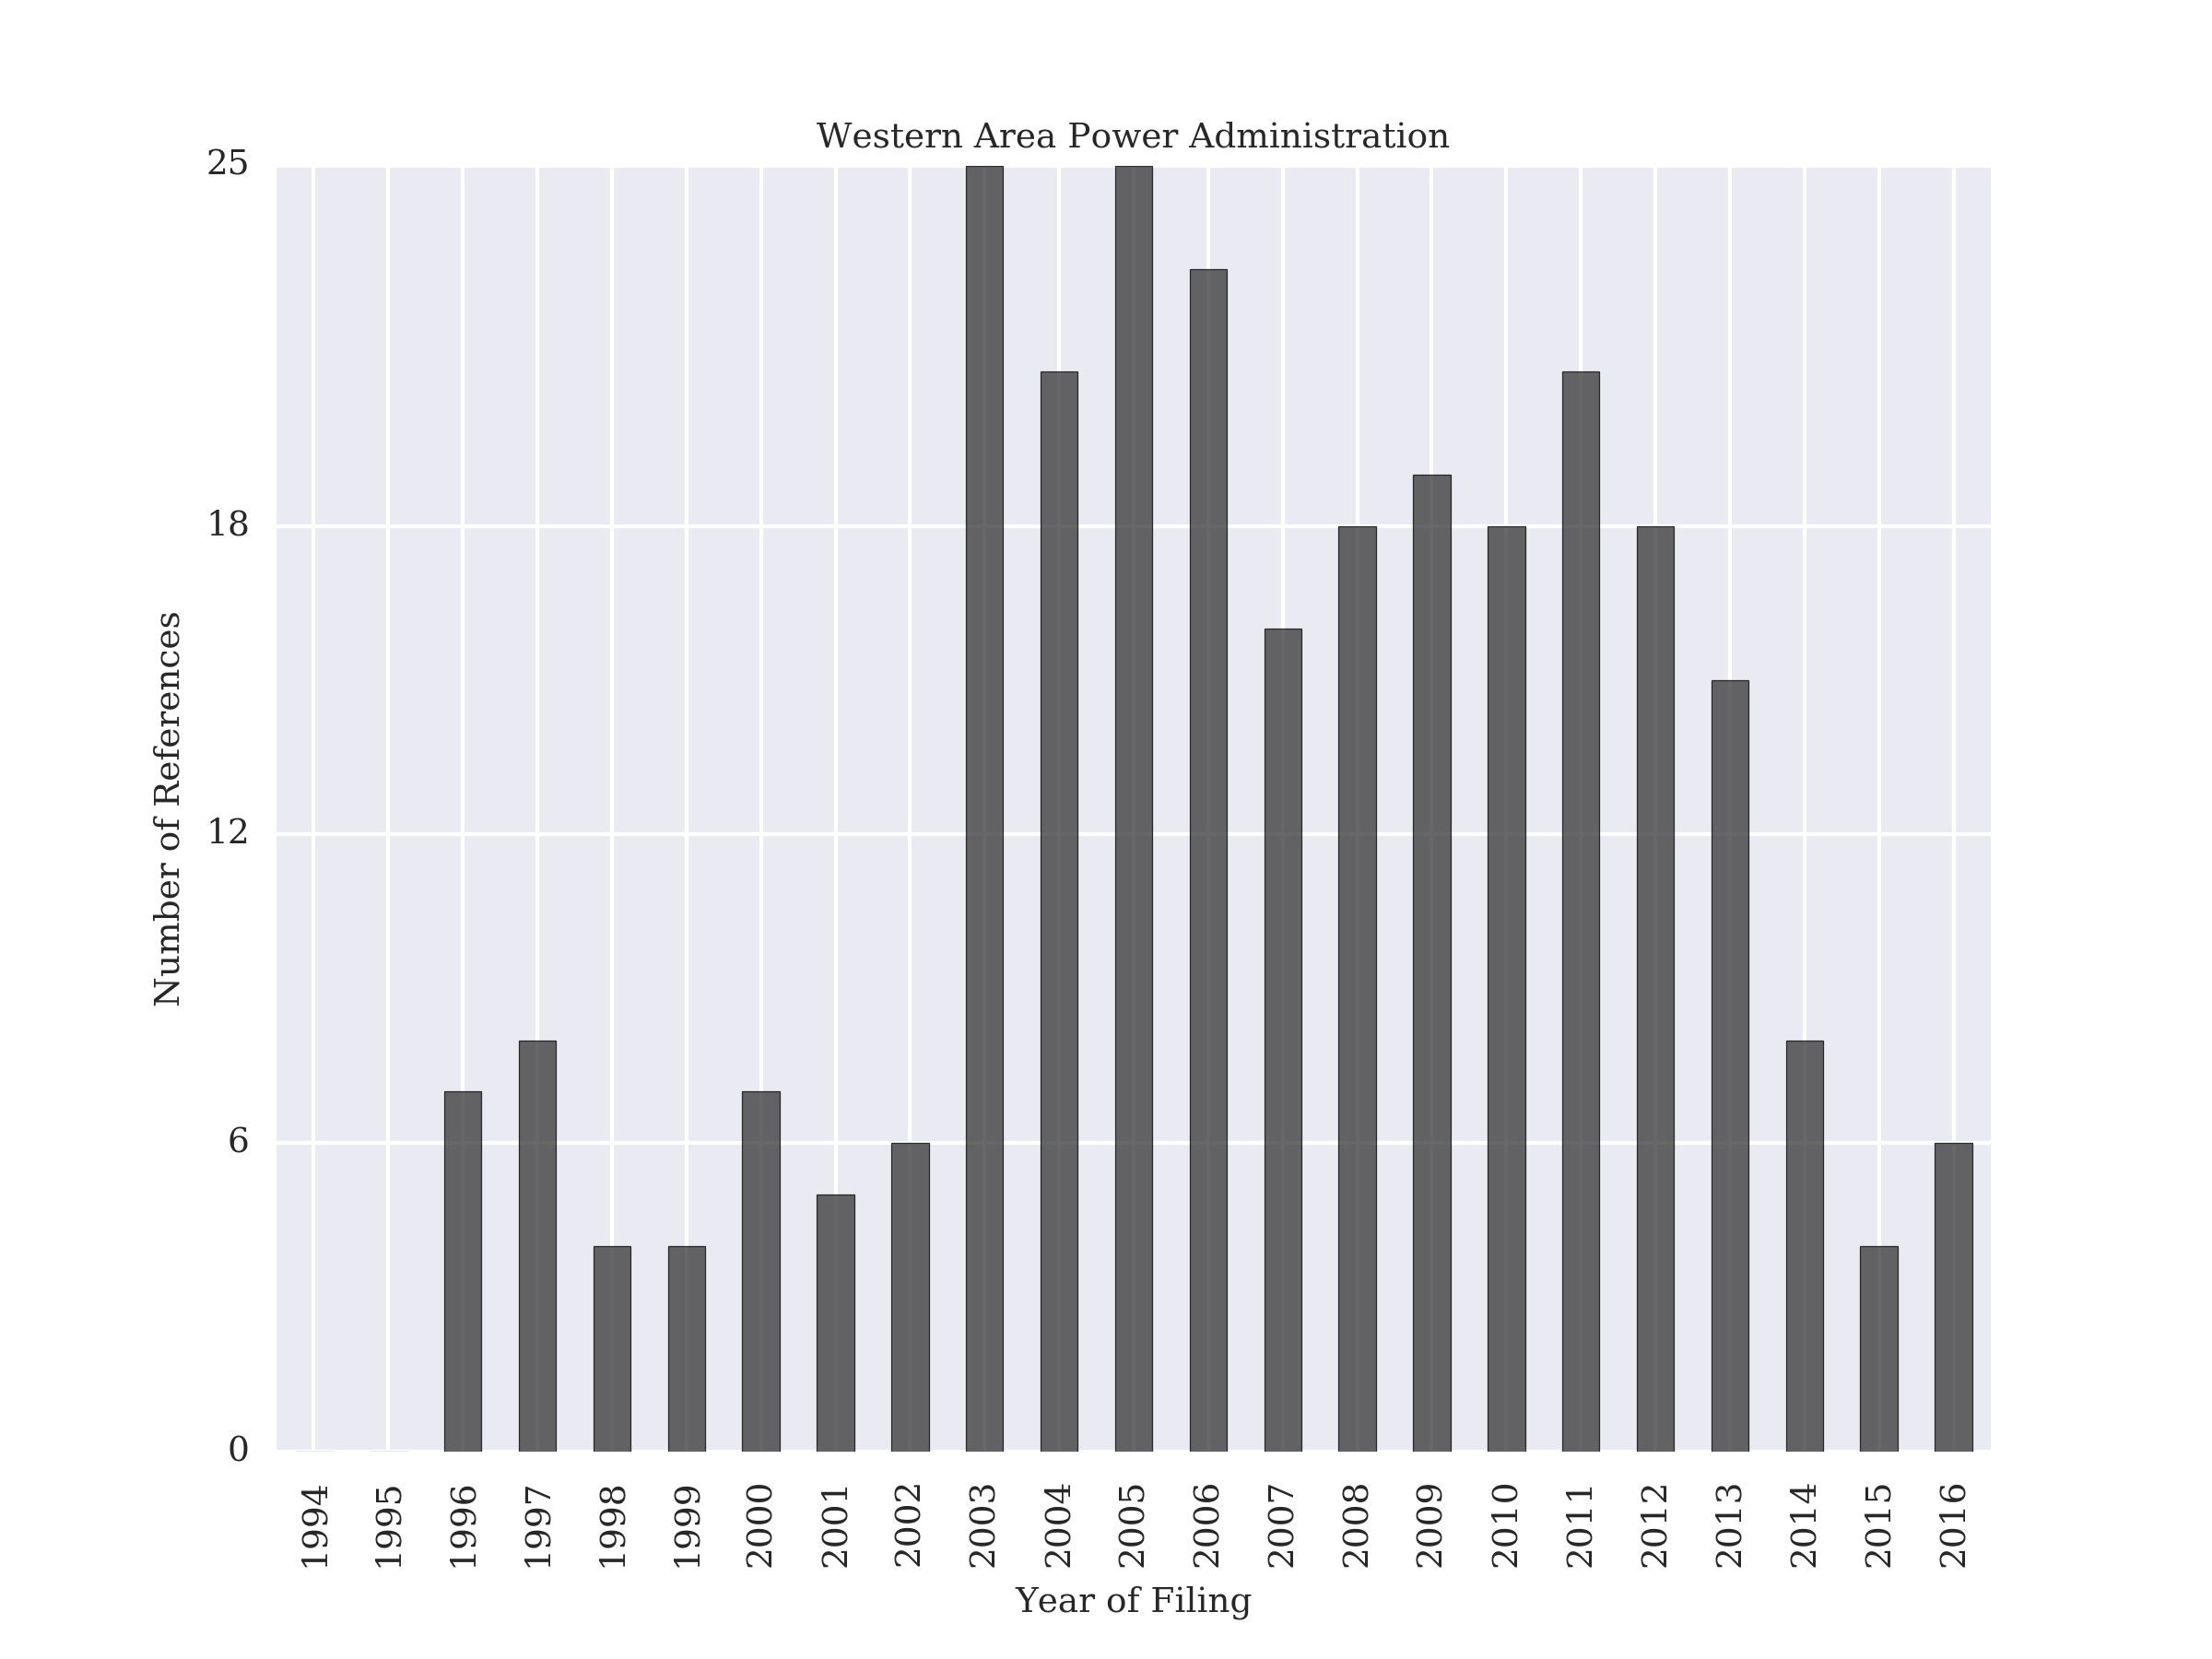 Western Area Power Administration
25
18
12
6
0
Number of References
1994 1995 1996 1997 1998 1999 2000 2001 2002 2003 2004 2005 2006 2007 2008 2009 2010 2011 2012 2013 2014 2015 2016
Year of Filing